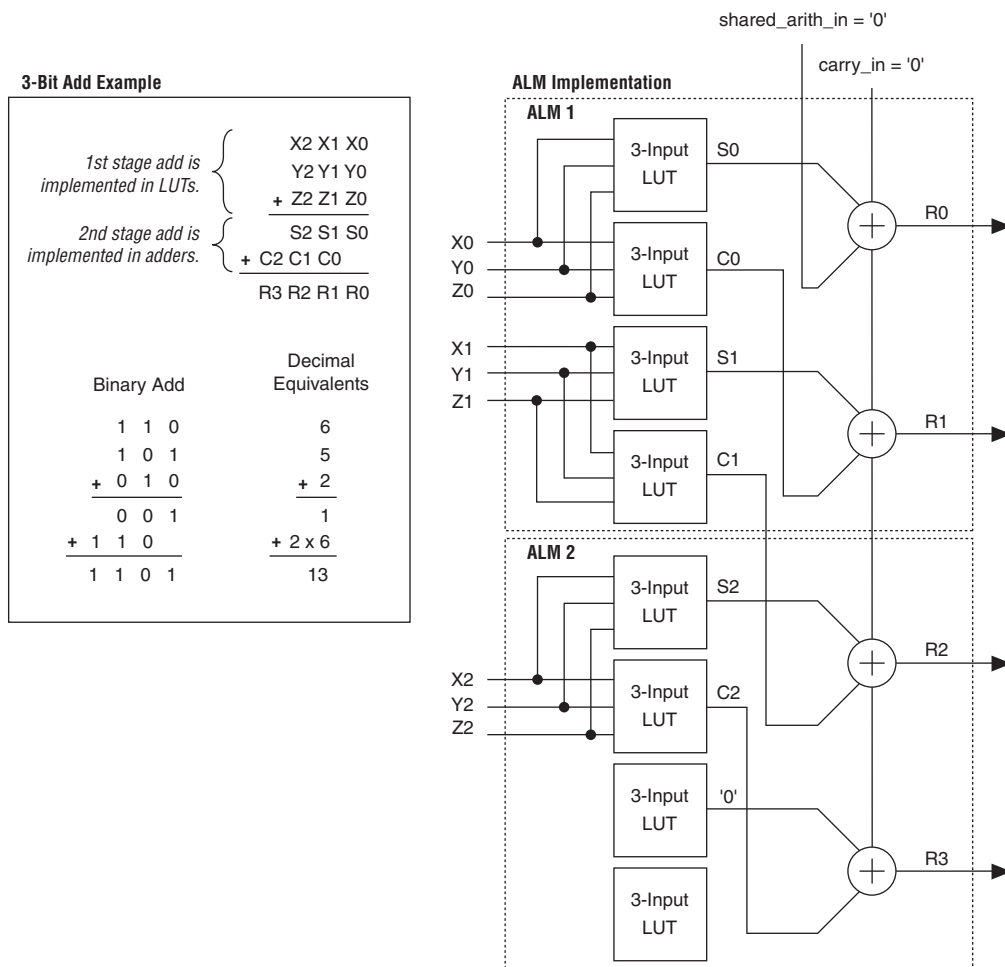 shared_arith_in = '0'
carry_in = '0'
3-Bit Add Example
1st stage add is
implemented in LUTs.
X2 X1 X0
Y2 Y1 Y0
+ Z2 Z1 Z0
2nd stage add is
implemented in adders.
S2 S1 S0
+ C2 C1 C0
R3 R2 R1 R0
Binary Add
1 1 0
1 0 1
+ 0 1 0
0 0 1
+ 1 1 0
1 1 0 1
Decimal
Equivalents
6
5
+ 2
1
+ 2 x 6
13
ALM Implementation
ALM 1
3-Input
LUT
S0
R0
X0
Y0
Z0
3-Input
LUT
C0
X1
Y1
Z1
3-Input
LUT
S1
R1
3-Input
LUT
C1
ALM 2
3-Input
LUT
S2
R2
X2
Y2
Z2
3-Input
LUT
C2
3-Input
LUT
'0'
R3
3-Input
LUT